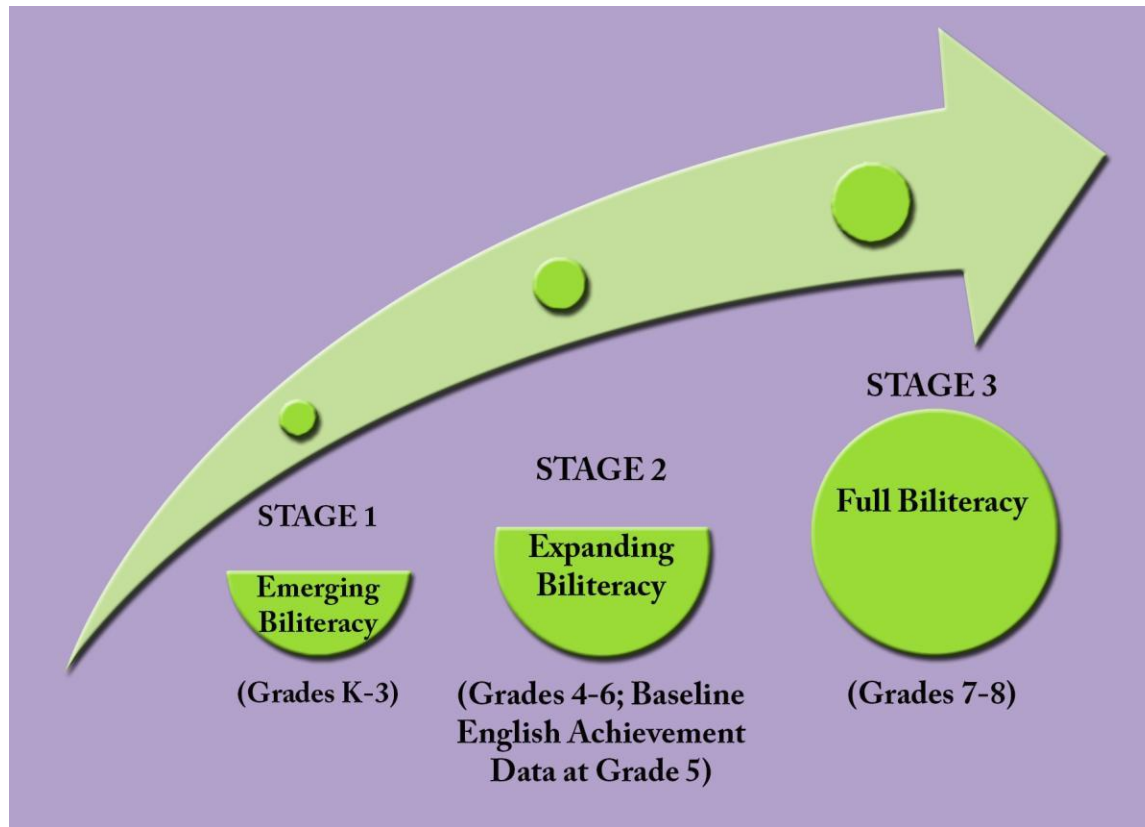 STAGE 1
Emerging
Biliteracy
(Grades K-3)
STAGE 2
Expanding
Biliteracy
(Grades 4-6; Baseline
English Achievement
Data at Grade 5)
STAGE 3
Full Biliteracy
(Grades 7-8)